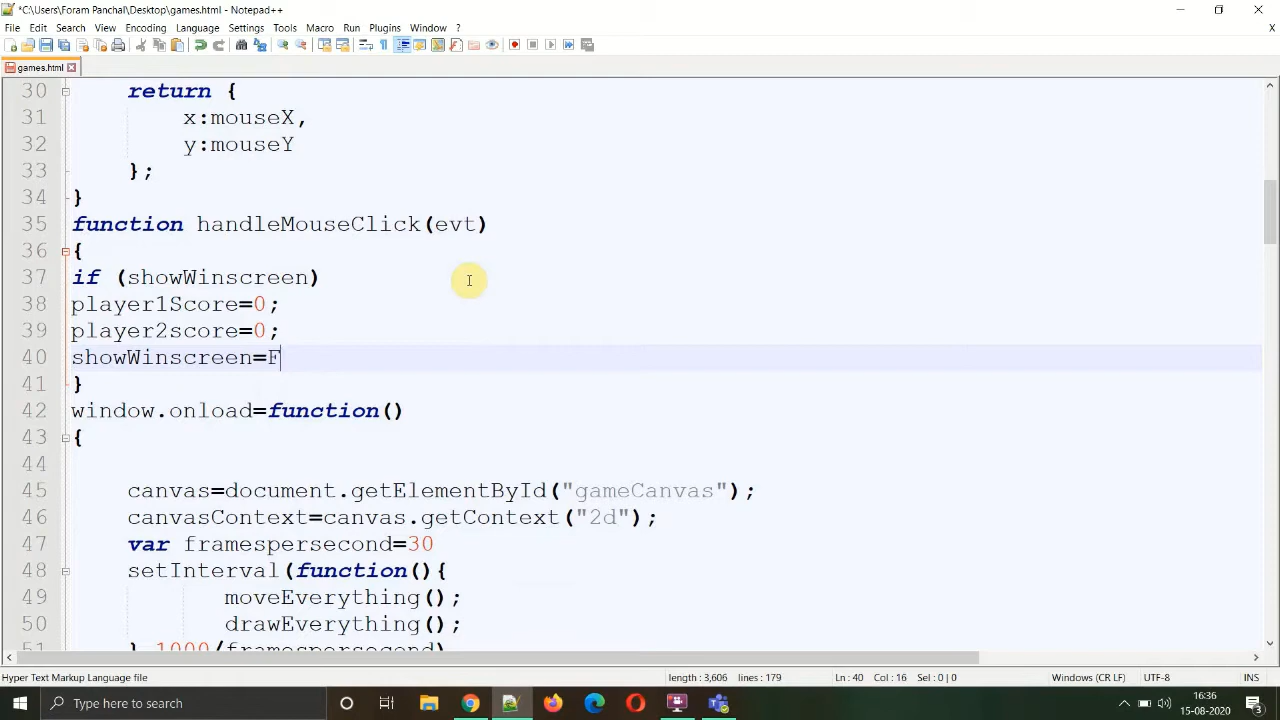 *C:\Users\Foram Panchal\Desktop\games.html - Notepad++
File Edit Search View Encoding Language Settings Tools Macro Run Plugins Window ?
X
games.html
30 return {
31 x:mouseX,
32 y:mouseY
33 };
34 }
35 function handleMouseClick(evt)
36 {
37 if (showWinscreen)
38 player1Score=0;
39 player2score=0;
40 showWinscreen=F
41 }
42 window.onload=function()
43 {
44
45 canvas=document.getElementById("gameCanvas");
46 canvasContext=canvas.getContext("2d");
47 var framespersecond=30
48 setInterval(function(){
49 moveEverything();
50 drawEverything();
51 },1000/framespersecond)
Hyper Text Markup Language file length : 3,606 lines : 179 Ln : 40 Col : 16 Sel : 0 | 0 Windows (CR LF) UTF-8 INS
Type here to search
16:36
15-08-2020
3